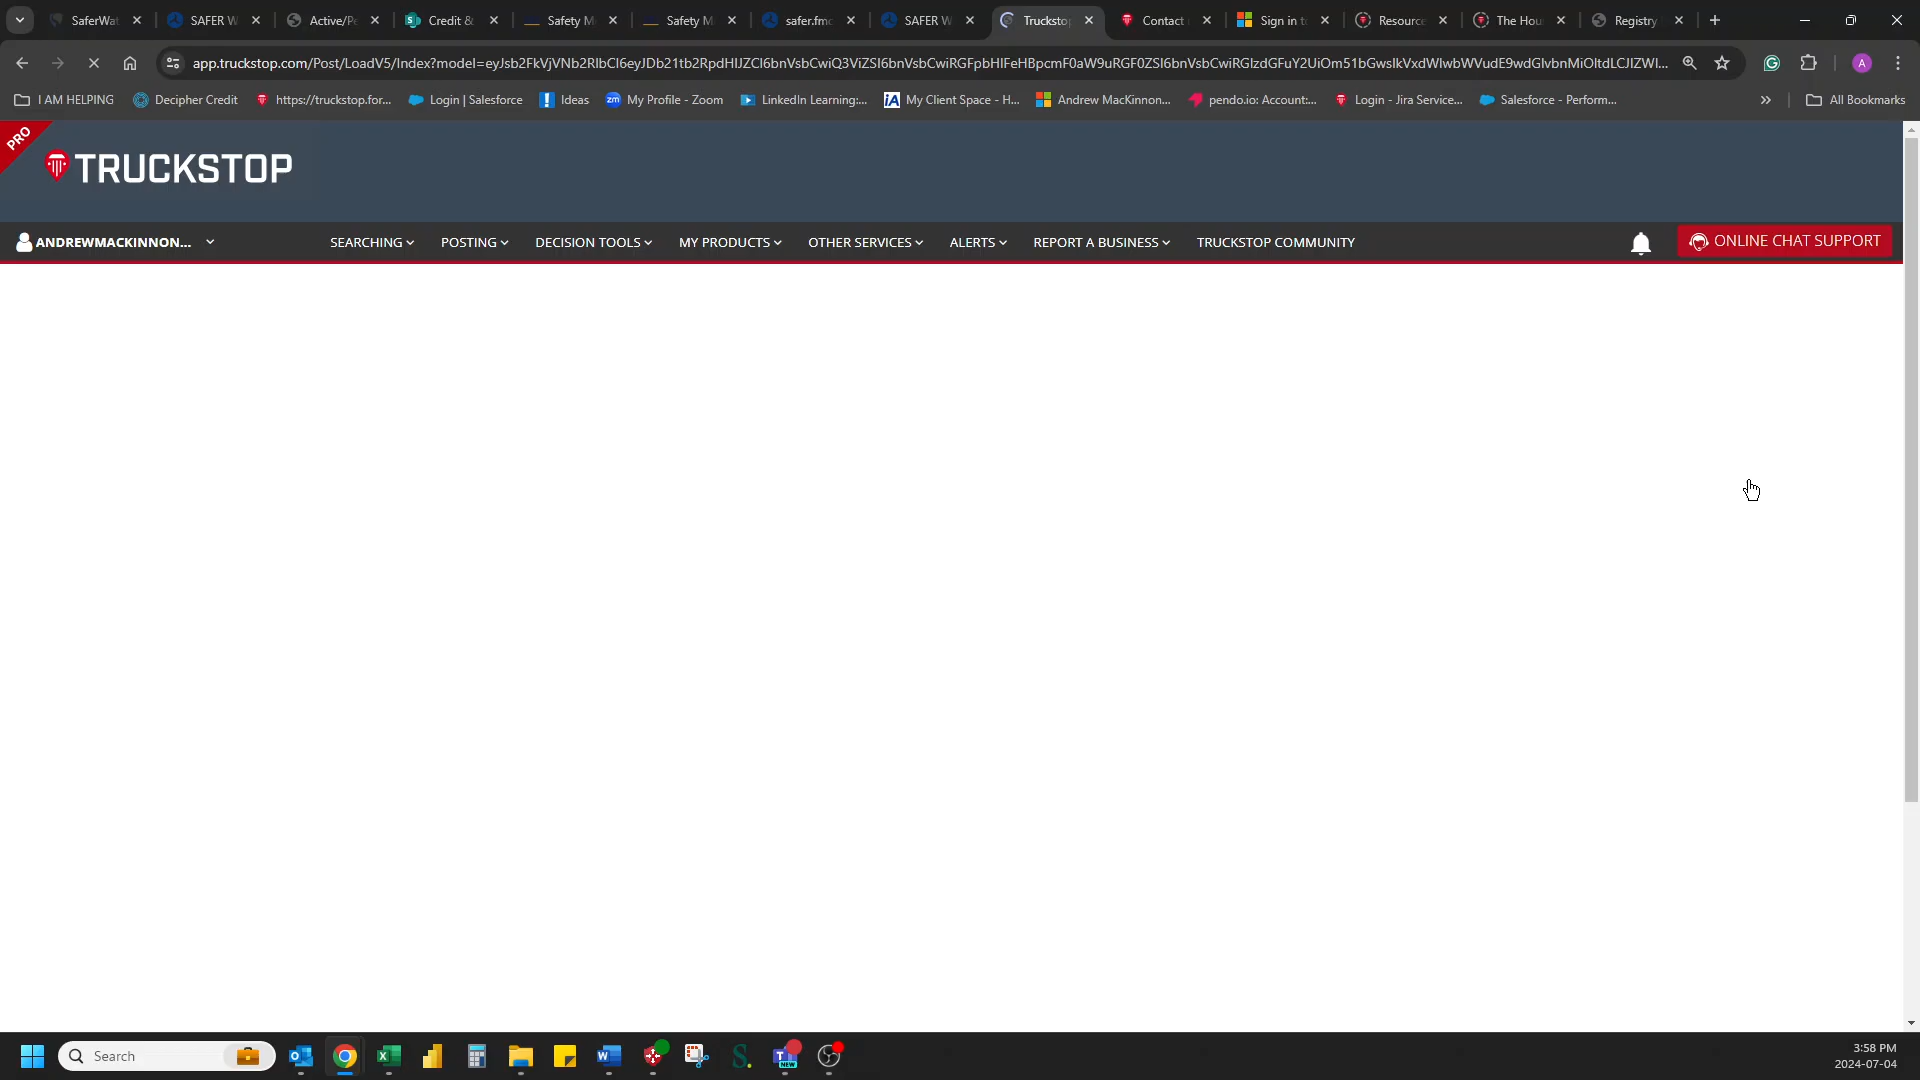 SaferWat
SAFER W
Active/Pe
Credit &
Safety M
Safety M
safer.fmc
SAFER W
Truckstop
Contact
Sign in t
Resource
The Hou
Registry
app.truckstop.com/Post/LoadV5/Index?model=
I AM HELPING
Decipher Credit
https://truckstop.for...
Login | Salesforce
Ideas
My Profile - Zoom
LinkedIn Learning:...
My Client Space - H...
Andrew MacKinnon...
pendo.io: Account:...
Login - Jira Service...
Salesforce - Perform...
All Bookmarks
PRO
TRUCKSTOP
ANDREWMACKINNON...
SEARCHING
POSTING
DECISION TOOLS
MY PRODUCTS
OTHER SERVICES
ALERTS
REPORT A BUSINESS
TRUCKSTOP COMMUNITY
ONLINE CHAT SUPPORT
Search
3:58 PM
2024-07-04